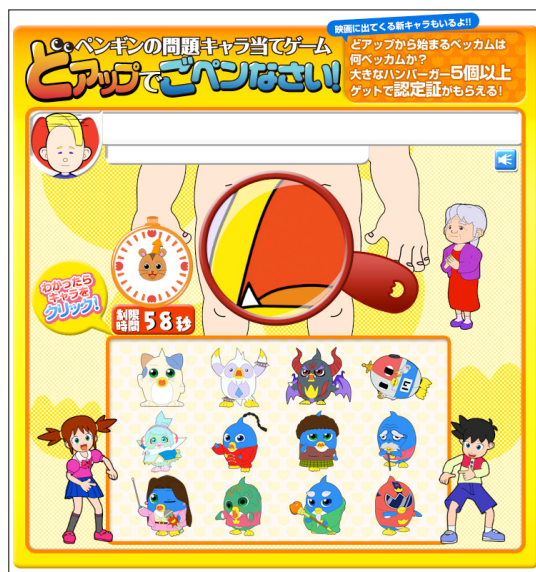 映画に出てくる新キャラもいるよ!!
ペンギンの問題キャラ当てゲーム
どアップでごペンなさい!
どアップから始まるベッカムは
何ベッカムか?
大きなハンバーガー5個以上
ゲットで認定証がもらえる!
わかったら
キャラを
クリック!
制限
時間 58秒